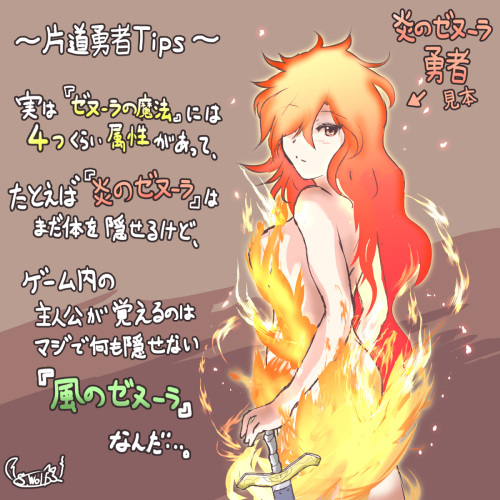 ～片道勇者Tips～
実は『ゼヌーラの魔法』には
4つくらい属性があって、
たとえば『炎のゼヌーラ』は
まだ体を隠せるけど、
ゲーム内の
主人公が覚えるのは
マジで何も隠せない
『風のゼヌーラ』
なんだ…。
炎のゼヌーラ
勇者
見本